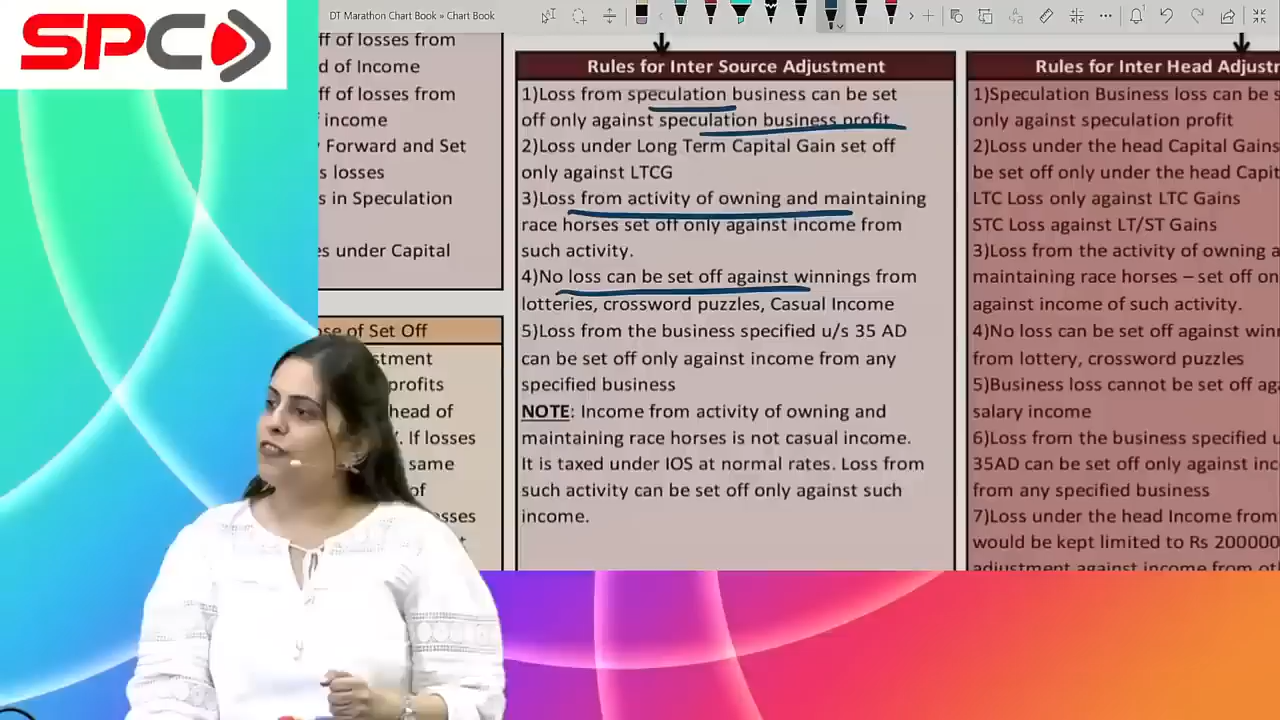 SPC
DT Marathon Chart Book » Chart Book
off of losses from
d of Income
ff of losses from
income
Forward and Set
s losses
s in Speculation
es under Capital
se of Set Off
stment
profits
head of
If losses
same
of
osses
Rules for Inter Source Adjustment
1)Loss from speculation business can be set
off only against speculation business profit
2)Loss under Long Term Capital Gain set off
only against LTCG
3)Loss from activity of owning and maintaining
race horses set off only against income from
such activity.
4)No loss can be set off against winnings from
lotteries, crossword puzzles, Casual Income
5)Loss from the business specified u/s 35 AD
can be set off only against income from any
specified business
NOTE: Income from activity of owning and
maintaining race horses is not casual income.
It is taxed under IOS at normal rates. Loss from
such activity can be set off only against such
income.
Rules for Inter Head Adjustr
1)Speculation Business loss can be s
only against speculation profit
2)Loss under the head Capital Gains
be set off only under the head Capit
LTC Loss only against LTC Gains
STC Loss against LT/ST Gains
3)Loss from the activity of owning a
maintaining race horses – set off on
against income of such activity.
4)No loss can be set off against win
from lottery, crossword puzzles
5)Business loss cannot be set off aga
salary income
6)Loss from the business specified u
35AD can be set off only against inc
from any specified business
7)Loss under the head Income from
would be kept limited to Rs 200000
adjustment against income from oth